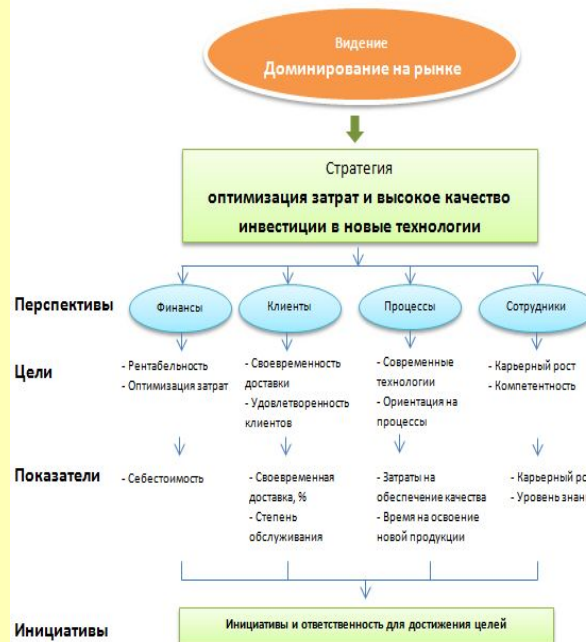 Видение
Доминирование на рынке
Стратегия
оптимизация затрат и высокое качество
инвестиции в новые технологии
Перспективы
Финансы
Клиенты
Процессы
Сотрудники
Цели
- Рентабельность
- Оптимизация затрат
- Своевременность
доставки
- Удовлетворенность
клиентов
- Современные
технологии
- Ориентация на
процессы
- Карьерный рост
- Компетентность
Показатели
- Себестоимость
- Своевременная
доставка, %
- Степень
обслуживания
- Затраты на
обеспечение качества
- Время на освоение
новой продукции
- Карьерный
- Уровень
Инициативы
Инициативы и ответственность для достижения целей